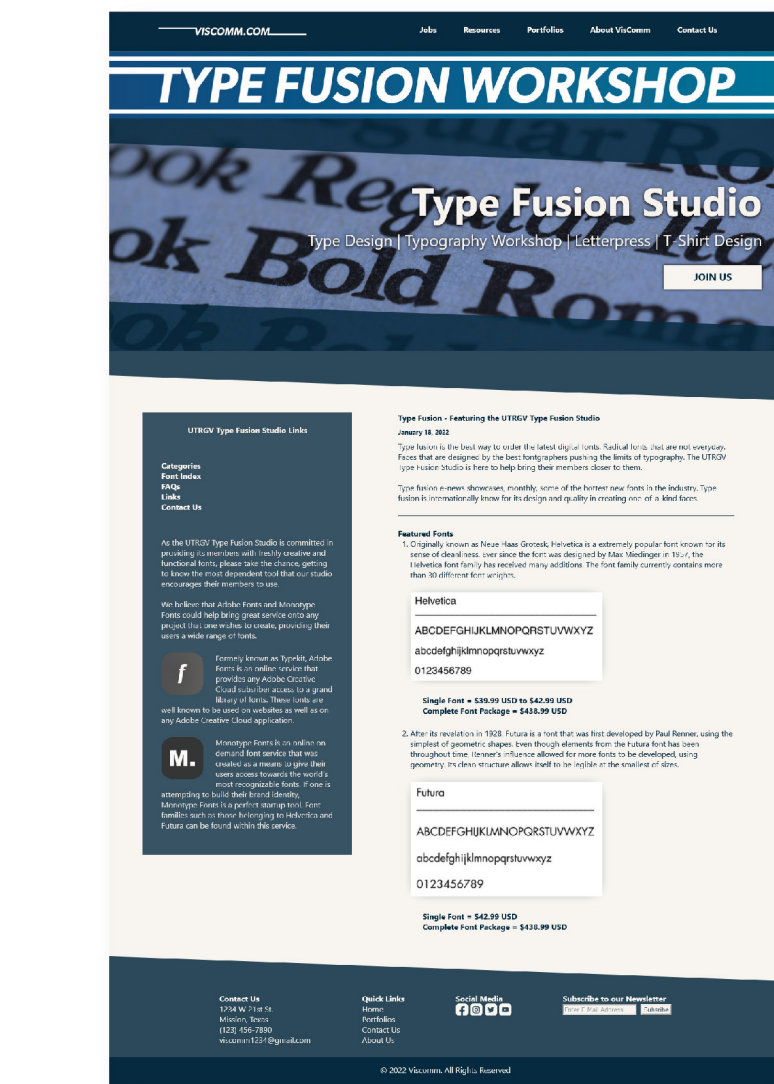 VISCOMM.COM
Jobs Resources Portfolios About VisComm Contact Us
TYPE FUSION WORKSHOP
Regular Ro
ook Regular Ita
Type Fusion Studio
Type Design | Typography Workshop | Letterpress | T-Shirt Design
ok Bold Roma
JOIN US
ook Bold
UTRGV Type Fusion Studio Links
Categories
Font Index
FAQs
Links
Contact Us
As the UTRGV Type Fusion Studio is committed in
providing its members with freshly creative and
functional fonts, please take the chance, getting
to know the most dependent tool that our studio
encourages their members to use.
We believe that Adobe Fonts and Monotype
Fonts could help bring great service onto any
project that one wishes to create, providing their
users a wide range of fonts.
f
Formely known as Typekit, Adobe
Fonts is an online service that
provides any Adobe Creative
Cloud subsriber access to a grand
library of fonts. These fonts are
well known to be used on websites as well as on
any Adobe Creative Cloud application.
M.
Monotype Fonts is an online on
demand font service that was
created as a means to give their
users access towards the world's
most recognizable fonts. If one is
attempting to build their brand identity,
Monotype Fonts is a perfect startup tool. Font
families such as those belonging to Helvetica and
Futura can be found within this service.
Type Fusion - Featuring the UTRGV Type Fusion Studio
January 18, 2022
Type fusion is the best way to order the latest digital fonts. Radical fonts that are not everyday.
Faces that are designed by the best fontgraphers pushing the limits of typography. The UTRGV
Type Fusion Studio is here to help bring their members closer to them.
Type fusion e-news showcases, monthly, some of the hottest new fonts in the industry. Type
fusion is internationally know for its design and quality in creating one-of-a-kind faces.
Featured Fonts
1. Originally known as Neue Haas Grotesk, Helvetica is a extremely popular font known for its
sense of cleanliness. Ever since the font was designed by Max Miedinger in 1957, the
Helvetica font family has received many additions. The font family currently contains more
than 30 different font weights.
Helvetica
ABCDEFGHIJKLMNOPQRSTUVWXYZ
abcdefghijklmnopqrstuvwxyz
0123456789
Single Font = $39.99 USD to $42.99 USD
Complete Font Package = $438.99 USD
2. After its revelation in 1928, Futura is a font that was first developed by Paul Renner, using the
simplest of geometric shapes. Even though elements from the Futura font has been
throughout time. Renner's influence allowed for more fonts to be developed, using
geometry. Its clean structure allows itself to be legible at the smallest of sizes.
Futura
ABCDEFGHIJKLMNOPQRSTUVWXYZ
abcdefghijklmnopqrstuvwxyz
0123456789
Single Font = $42.99 USD
Complete Font Package = $438.99 USD
Contact Us
1234 W 21st St.
Mission, Texas
(123) 456-7890
viscomm1234@gmail.com
Quick Links
Home
Portfolios
Contact Us
About Us
Social Media
Subscribe to our Newsletter
Enter E-Mail Address Subsribe
© 2022 Viscomm. All Rights Reserved